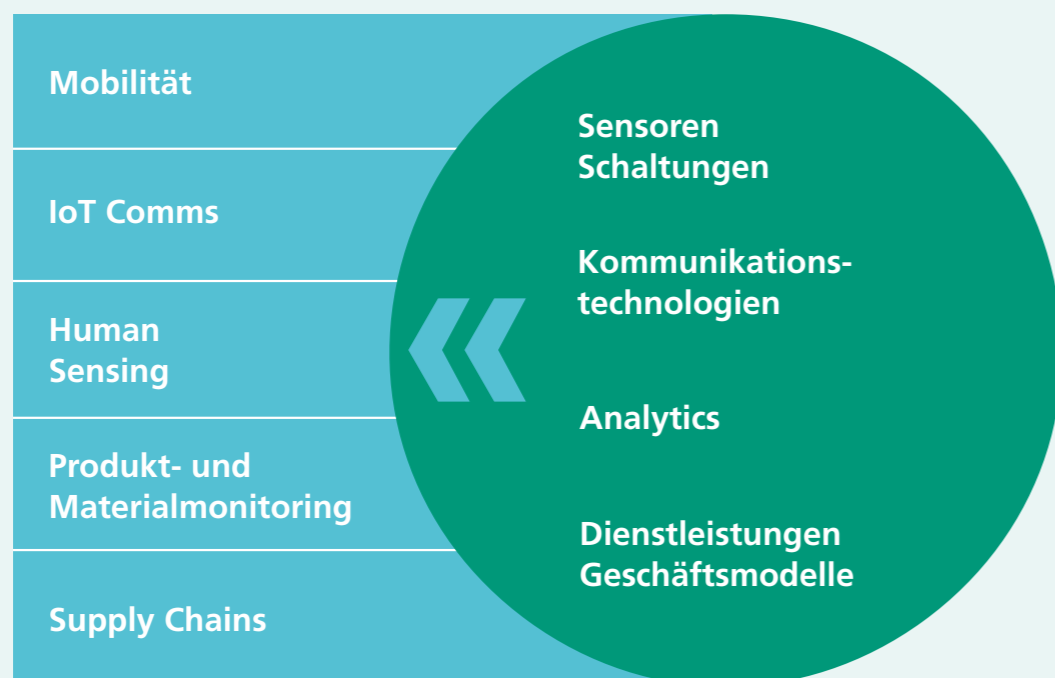 Mobilität
IoT Comms
Human
Sensing
Produkt- und
Materialmonitoring
Supply Chains
Sensoren
Schaltungen
Kommunikations-
technologien
Analytics
Dienstleistungen
Geschäftsmodelle